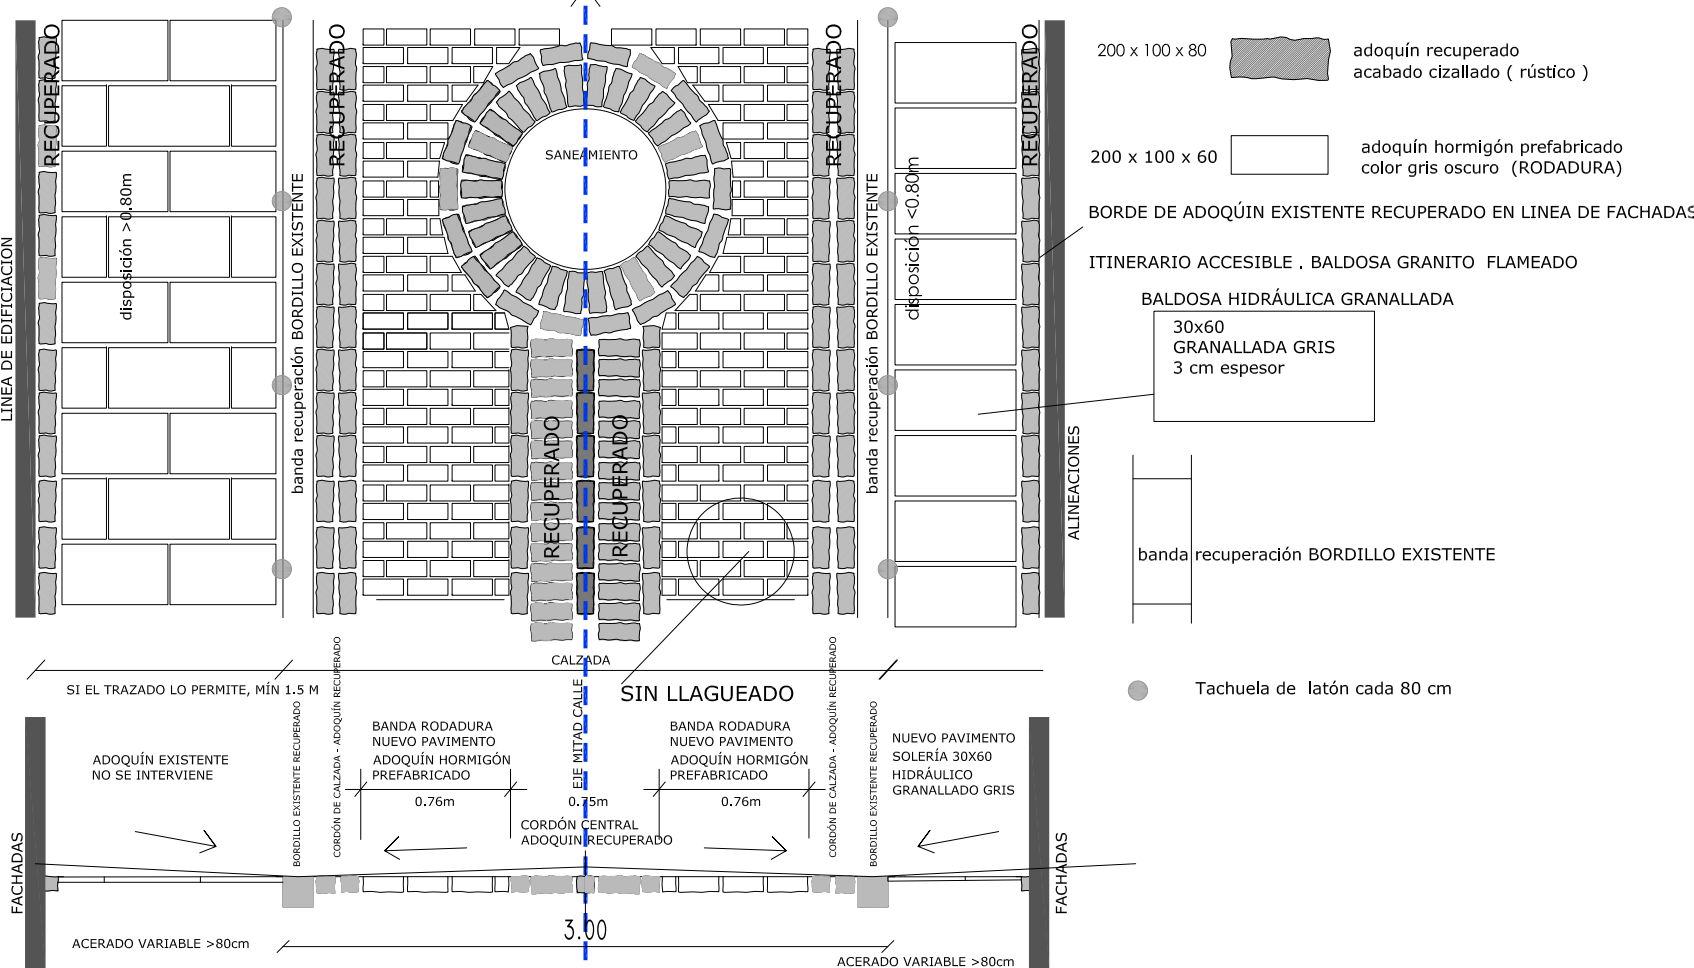 RECUPERADO
RECUPERADO
RECUPERADO
RECUPERADO
200 x 100 x 80
adoquín recuperado
acabado cizallado ( rústico )
200 x 100 x 60
adoquín hormigón prefabricado
color gris oscuro (RODADURA)
SANEAMIENTO
BORDE DE ADOQÚIN EXISTENTE RECUPERADO EN LINEA DE FACHADAS
ITINERARIO ACCESIBLE . BALDOSA GRANITO FLAMEADO
BALDOSA HIDRÁULICA GRANALLADA
30x60
GRANALLADA GRIS
3 cm espesor
LINEA DE EDIFICACION
disposición >0.80m
banda recuperación BORDILLO EXISTENTE
RECUPERADO
RECUPERADO
banda recuperación BORDILLO EXISTENTE
disposición <0.80m
ALINEACIONES
banda recuperación BORDILLO EXISTENTE
CALZADA
SI EL TRAZADO LO PERMITE, MÍN 1.5 M
SIN LLAGUEADO
Tachuela de latón cada 80 cm
ADOQUÍN EXISTENTE
NO SE INTERVIENE
BORDILLO EXISTENTE RECUPERADO
CORDÓN DE CALZADA - ADOQUÍN RECUPERADO
BANDA RODADURA
NUEVO PAVIMENTO
ADOQUÍN HORMIGÓN
PREFABRICADO
0.76m
EJE MITAD CALLE
0.75m
BANDA RODADURA
NUEVO PAVIMENTO
ADOQUÍN HORMIGÓN
PREFABRICADO
0.76m
CORDÓN DE CALZADA - ADOQUÍN RECUPERADO
BORDILLO EXISTENTE RECUPERADO
NUEVO PAVIMENTO
SOLERÍA 30X60
HIDRÁULICO
GRANALLADO GRIS
CORDÓN CENTRAL
ADOQUIN RECUPERADO
FACHADAS
FACHADAS
3.00
ACERADO VARIABLE >80cm
ACERADO VARIABLE >80cm